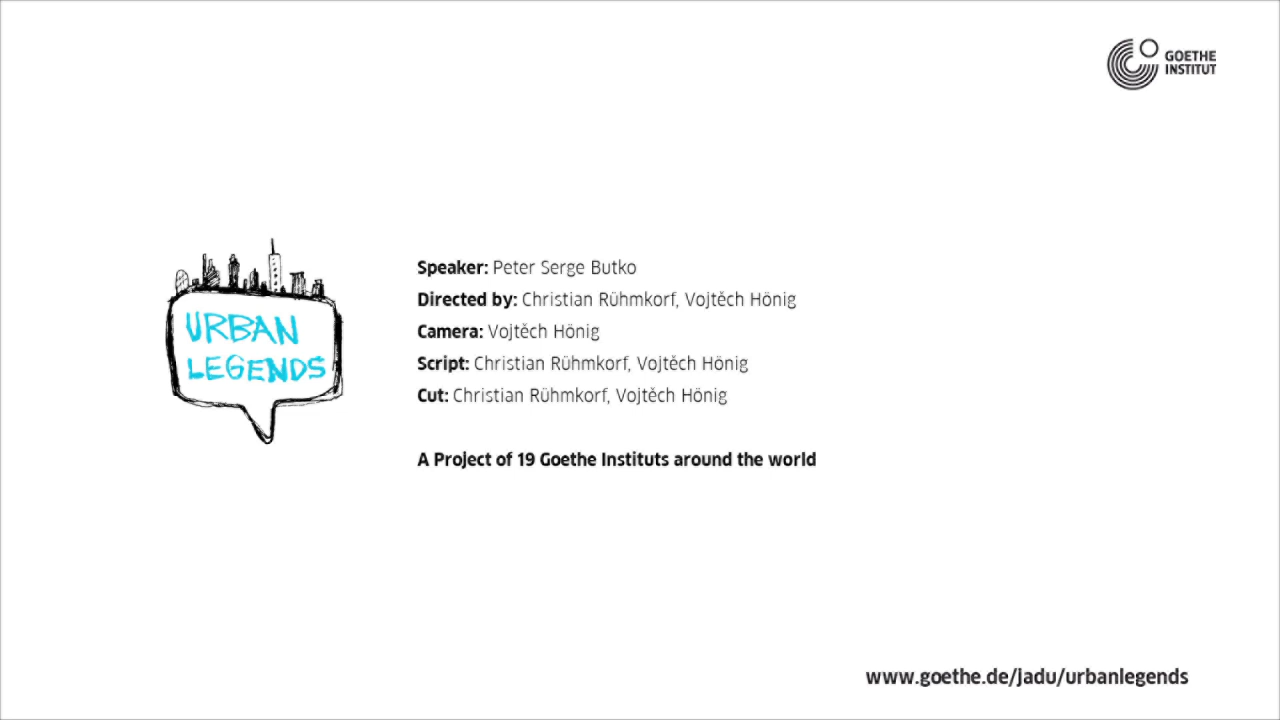 GOETHE
INSTITUT
URBAN
LEGENDS
Speaker: Peter Serge Butko
Directed by: Christian Rühmkorf, Vojtěch Hönig
Camera: Vojtěch Hönig
Script: Christian Rühmkorf, Vojtěch Hönig
Cut: Christian Rühmkorf, Vojtěch Hönig
A Project of 19 Goethe Instituts around the world
www.goethe.de/jadu/urbanlegends